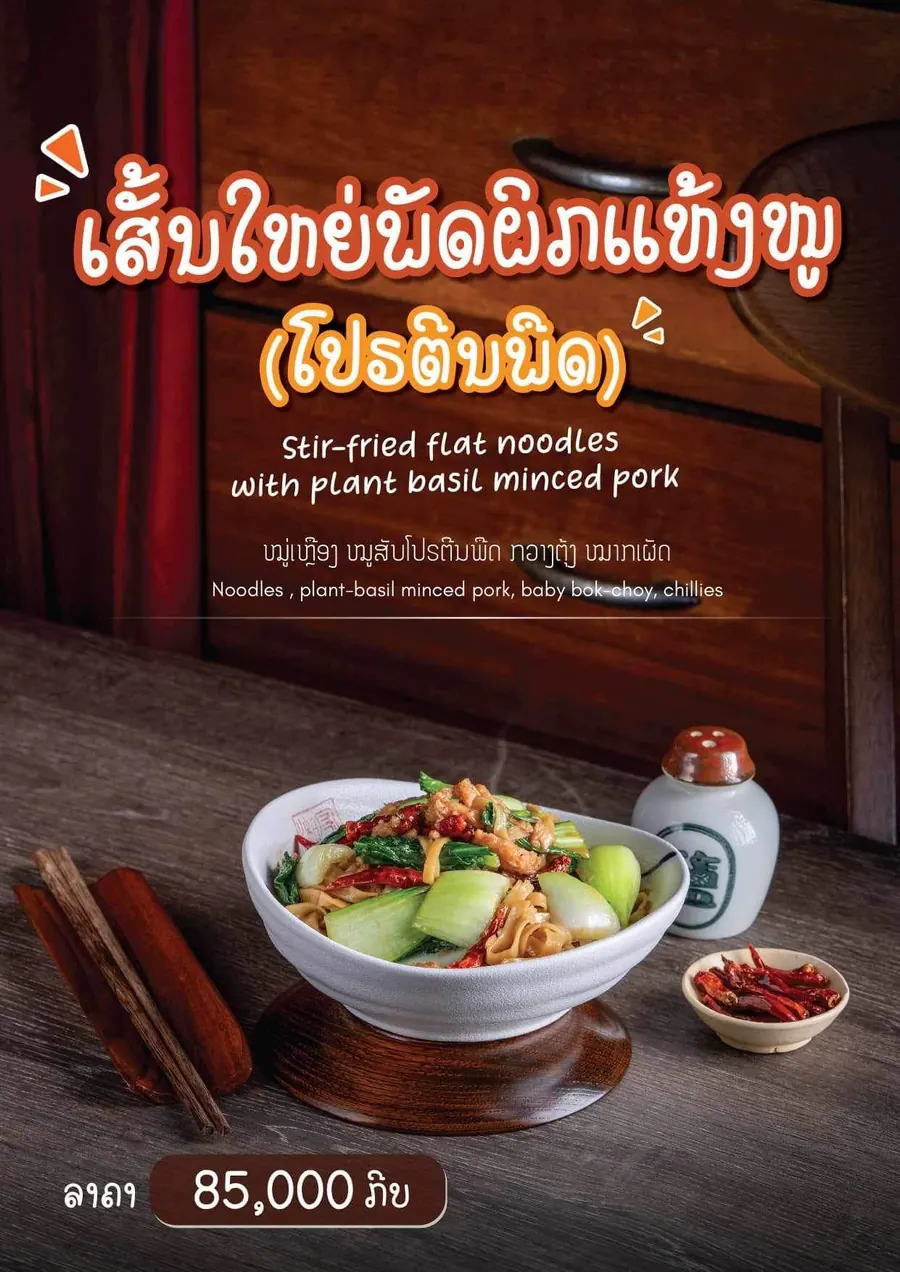 ເສັ້ນໃຫຍ່ພັດຜິກແຫ້ງໝູ
(ໂປຣຕີນພືດ)
Stir-fried flat noodles
with plant basil minced pork
ໝູ່ເຫຼືອງ ໝູສັບໂປຣຕີນພືດ ກວາງຕຸ້ງ ໝາກເຜັດ
Noodles , plant-basil minced pork, baby bok-choy, chillies
ລາຄາ 85,000 ກີບ